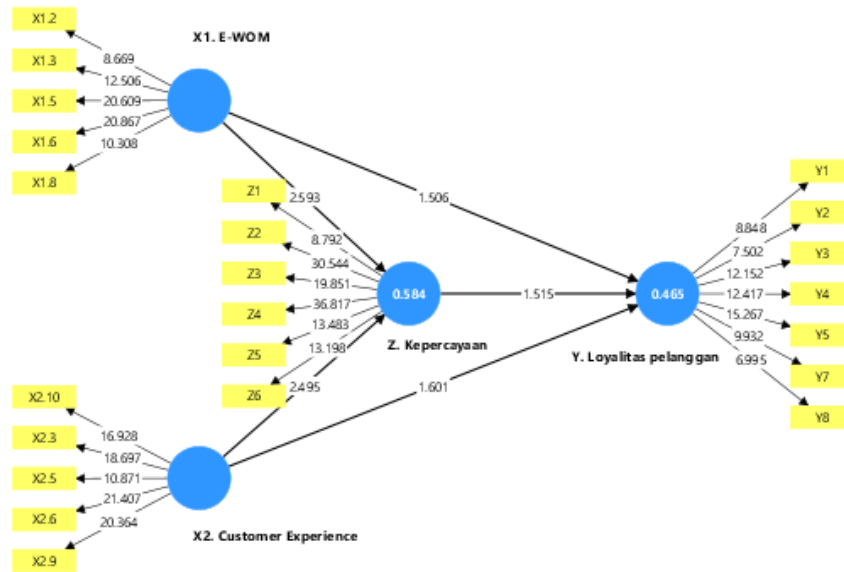 X1.2
X1.3
X1.5
X1.6
X1.8
8.669
12.506
20.609
20.867
10.308
X1. E-WOM
2.593
1.506
Z1
Z2
Z3
Z4
Z5
Z6
8.792
30.544
19.851
36.817
13.483
13.198
0.584
Z. Kepercayaan
1.515
2.495
1.601
0.465
Y. Loyalitas pelanggan
8.848
7.502
12.152
12.417
15.267
9.932
6.995
Y1
Y2
Y3
Y4
Y5
Y7
Y8
X2.10
X2.3
X2.5
X2.6
X2.9
16.928
18.697
10.871
21.407
20.364
X2. Customer Experience